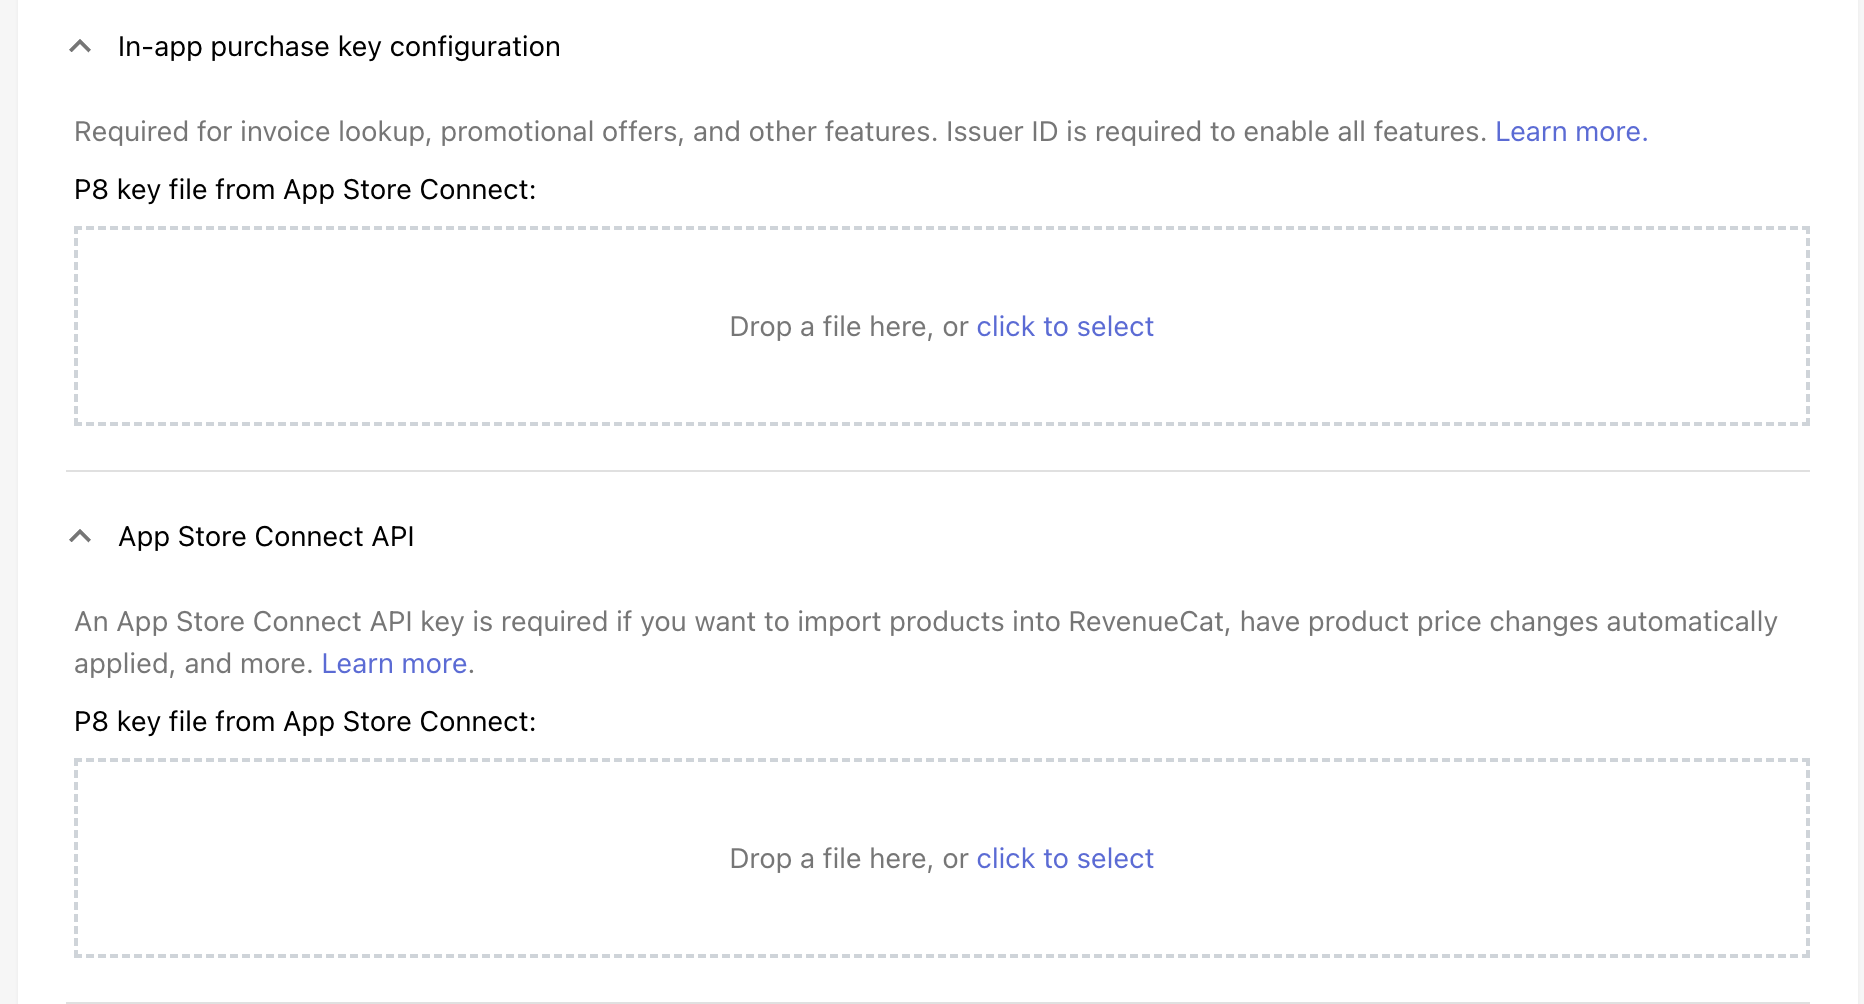 In-app purchase key configuration
Required for invoice lookup, promotional offers, and other features. Issuer ID is required to enable all features. Learn more.
P8 key file from App Store Connect:
Drop a file here, or click to select
App Store Connect API
An App Store Connect API key is required if you want to import products into RevenueCat, have product price changes automatically
applied, and more. Learn more.
P8 key file from App Store Connect:
Drop a file here, or click to select